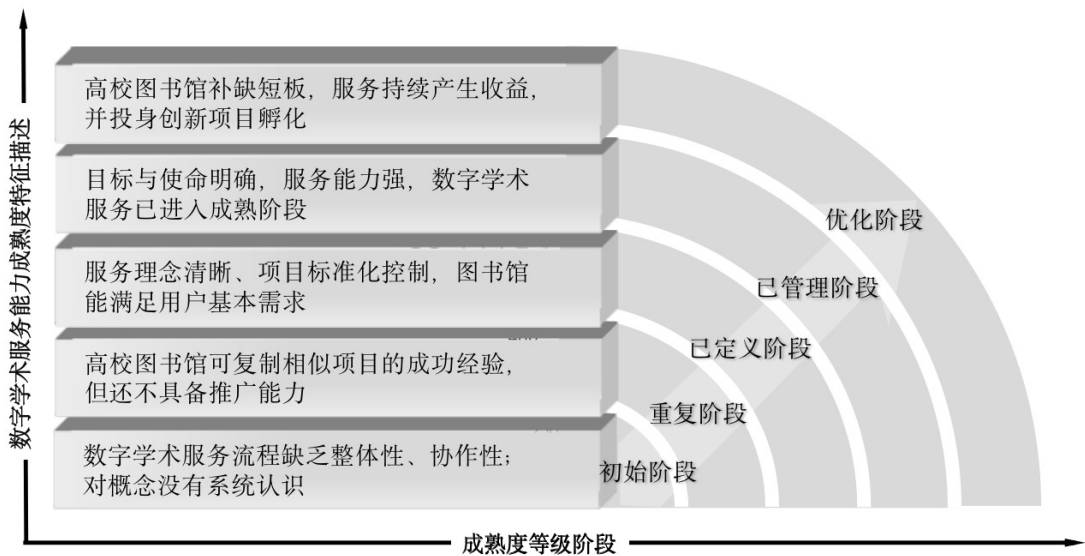 数字学术服务能力成熟度特征描述
高校图书馆补缺短板，服务持续产生收益，
并投身创新项目孵化
目标与使命明确，服务能力强，数字学术
服务已进入成熟阶段
服务理念清晰、项目标准化控制，图书馆
能满足用户基本需求
高校图书馆可复制相似项目的成功经验，
但还不具备推广能力
数字学术服务流程缺乏整体性、协作性；
对概念没有系统认识
优化阶段
已管理阶段
已定义阶段
重复阶段
初始阶段
成熟度等级阶段